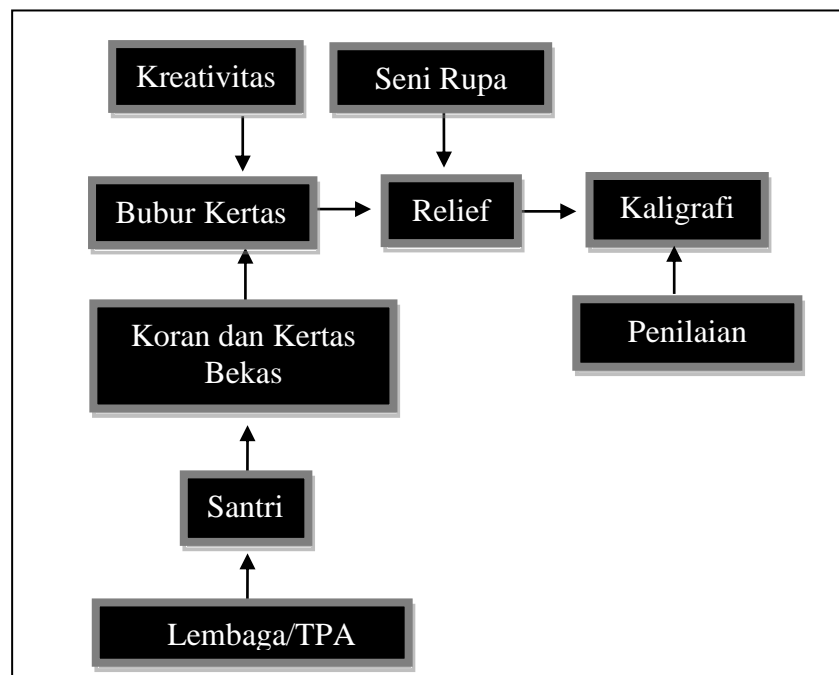 Kreativitas
Seni Rupa
Bubur Kertas
Relief
Kaligrafi
Koran dan Kertas
Bekas
Penilaian
Santri
Lembaga/TPA